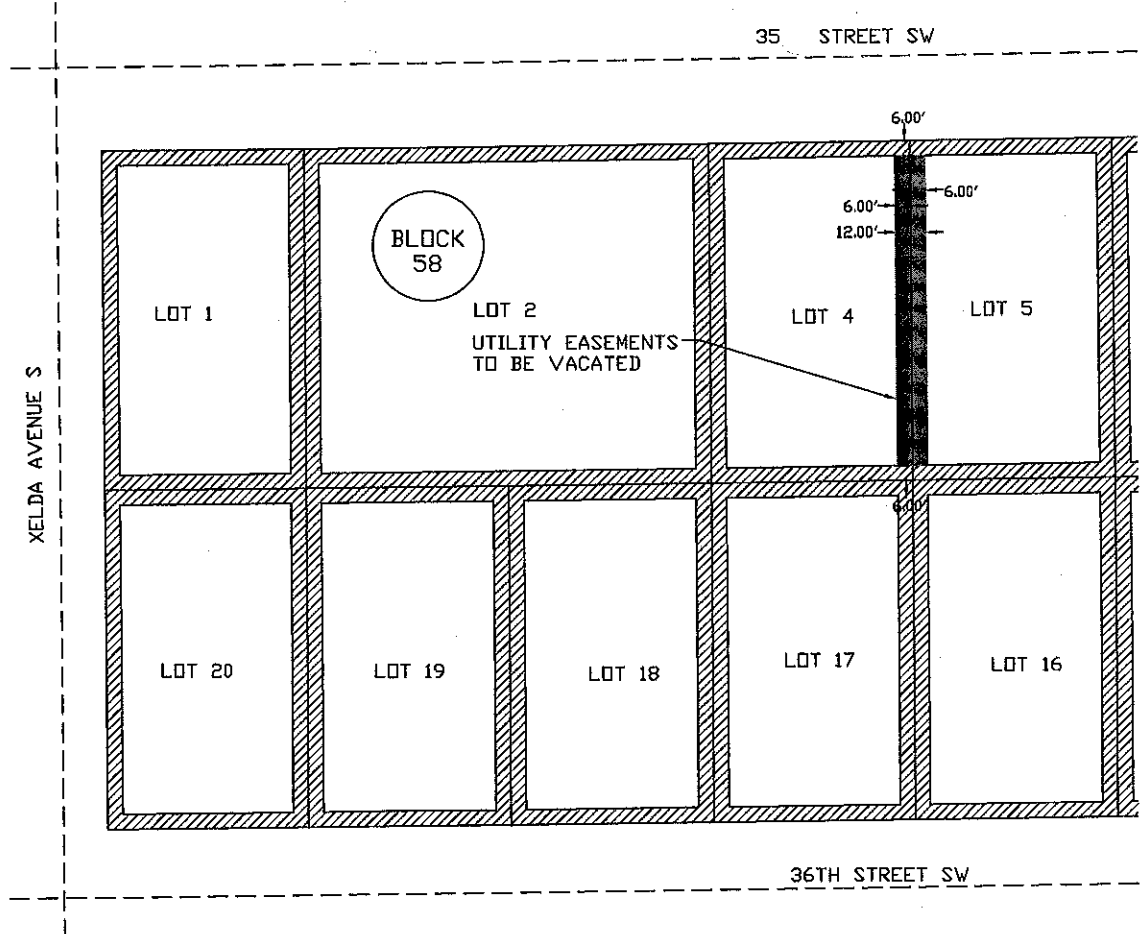 35 STREET SW
6.00'
6.00'
6.00'
12.00'
BLOCK
58
LOT 1
LOT 2
LOT 4
LOT 5
UTILITY EASEMENTS
TO BE VACATED
XELDA AVENUE S
6.00'
LOT 20
LOT 19
LOT 18
LOT 17
LOT 16
36TH STREET SW